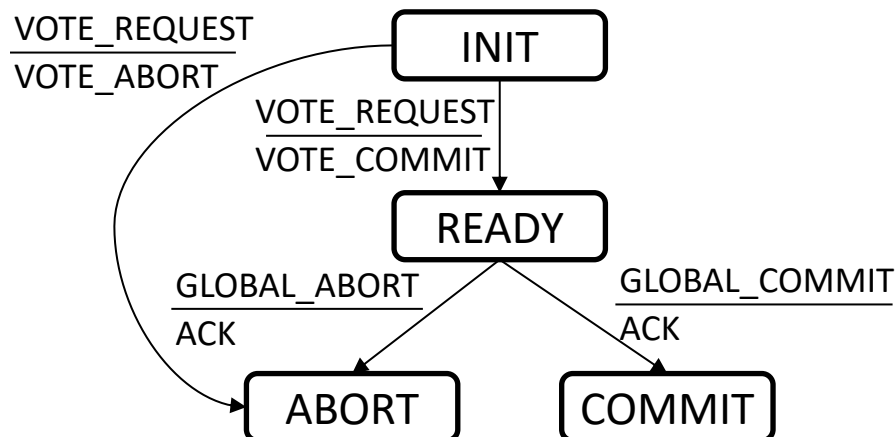 VOTE_REQUEST
VOTE_ABORT
INIT
VOTE_REQUEST
VOTE_COMMIT
READY
GLOBAL_ABORT
ACK
GLOBAL_COMMIT
ACK
ABORT
COMMIT